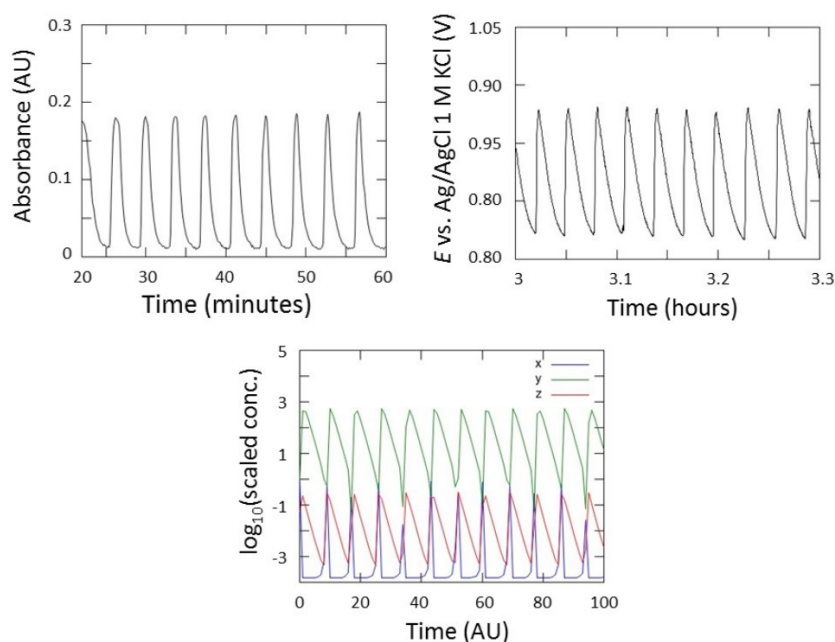 0.3
0.2
0.1
0
Absorbance (AU)
20 30 40 50 60
Time (minutes)
1.05
0.90
0.95
0.80
0.80
E vs. Ag/AgCl 1 M KCl (V)
3 3.1 3.2 3.3
Time (hours)
5
3
1
-1
-3
log10(scaled conc.)
x
y
z
0 20 40 60 80 100
Time (AU)